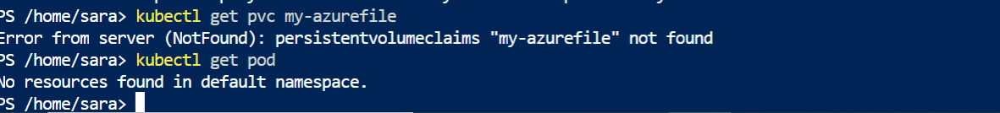 PS /home/sara> kubectl get pvc my-azurefile
Error from server (NotFound): persistentvolumeclaims "my-azurefile" not found
PS /home/sara> kubectl get pod
No resources found in default namespace.
PS /home/sara>